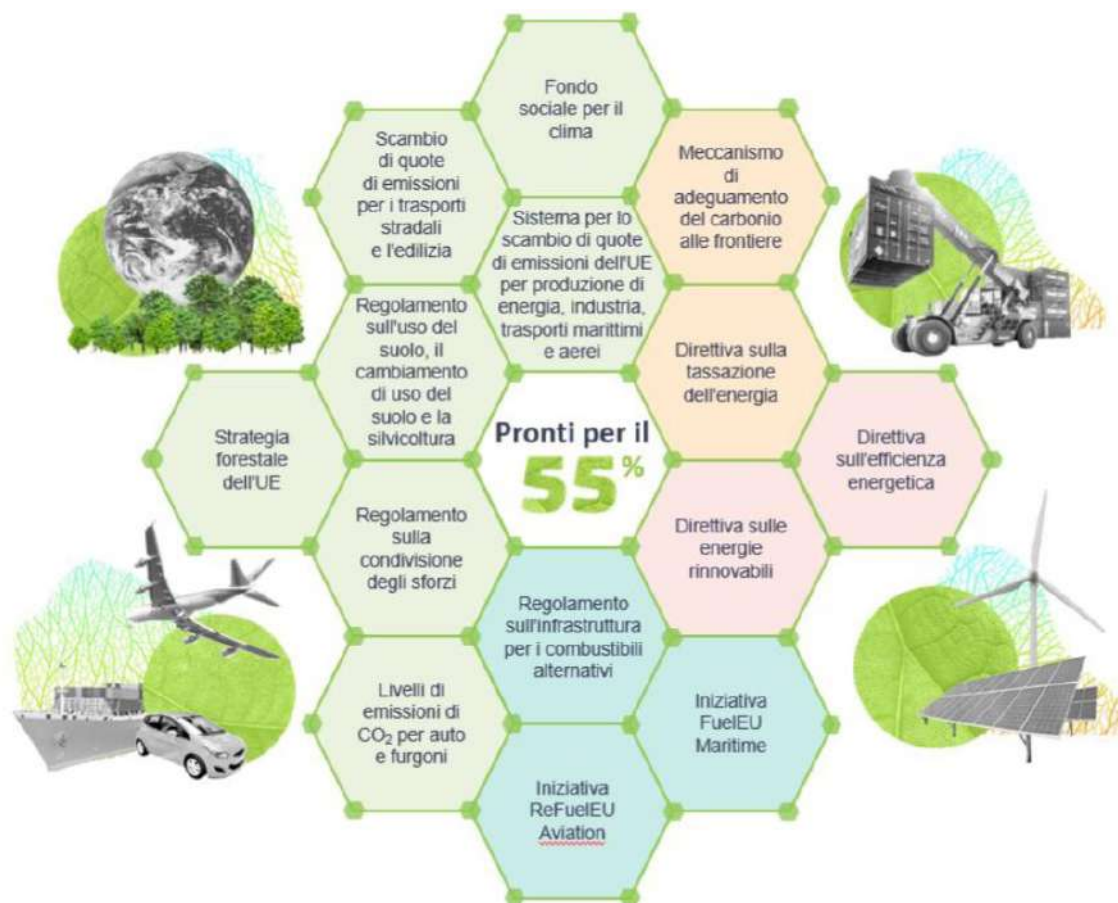 Fondo
sociale per il
clima
Scambio
di quote
di emissioni
per i trasporti
stradali
e l'edilizia
Meccanismo
di
adeguamento
del carbonio
alle frontiere
Sistema per lo
scambio di quote
di emissioni dell'UE
per produzione di
energia, industria,
trasporti marittimi
e aerei
Regolamento
sull'uso del
suolo, il
cambiamento
di uso del
suolo e la
silvicoltura
Direttiva sulla
tassazione
dell'energia
Strategia
forestale
dell'UE
Pronti per il
55%
Direttiva
sull'efficienza
energetica
Regolamento
sulla
condivisione
degli sforzi
Direttiva sulle
energie
rinnovabili
Regolamento
sull'infrastruttura
per i combustibili
alternativi
Livelli di
emissioni di
CO₂ per auto
e furgoni
Iniziativa
FuelEU
Maritime
Iniziativa
ReFuelEU
Aviation